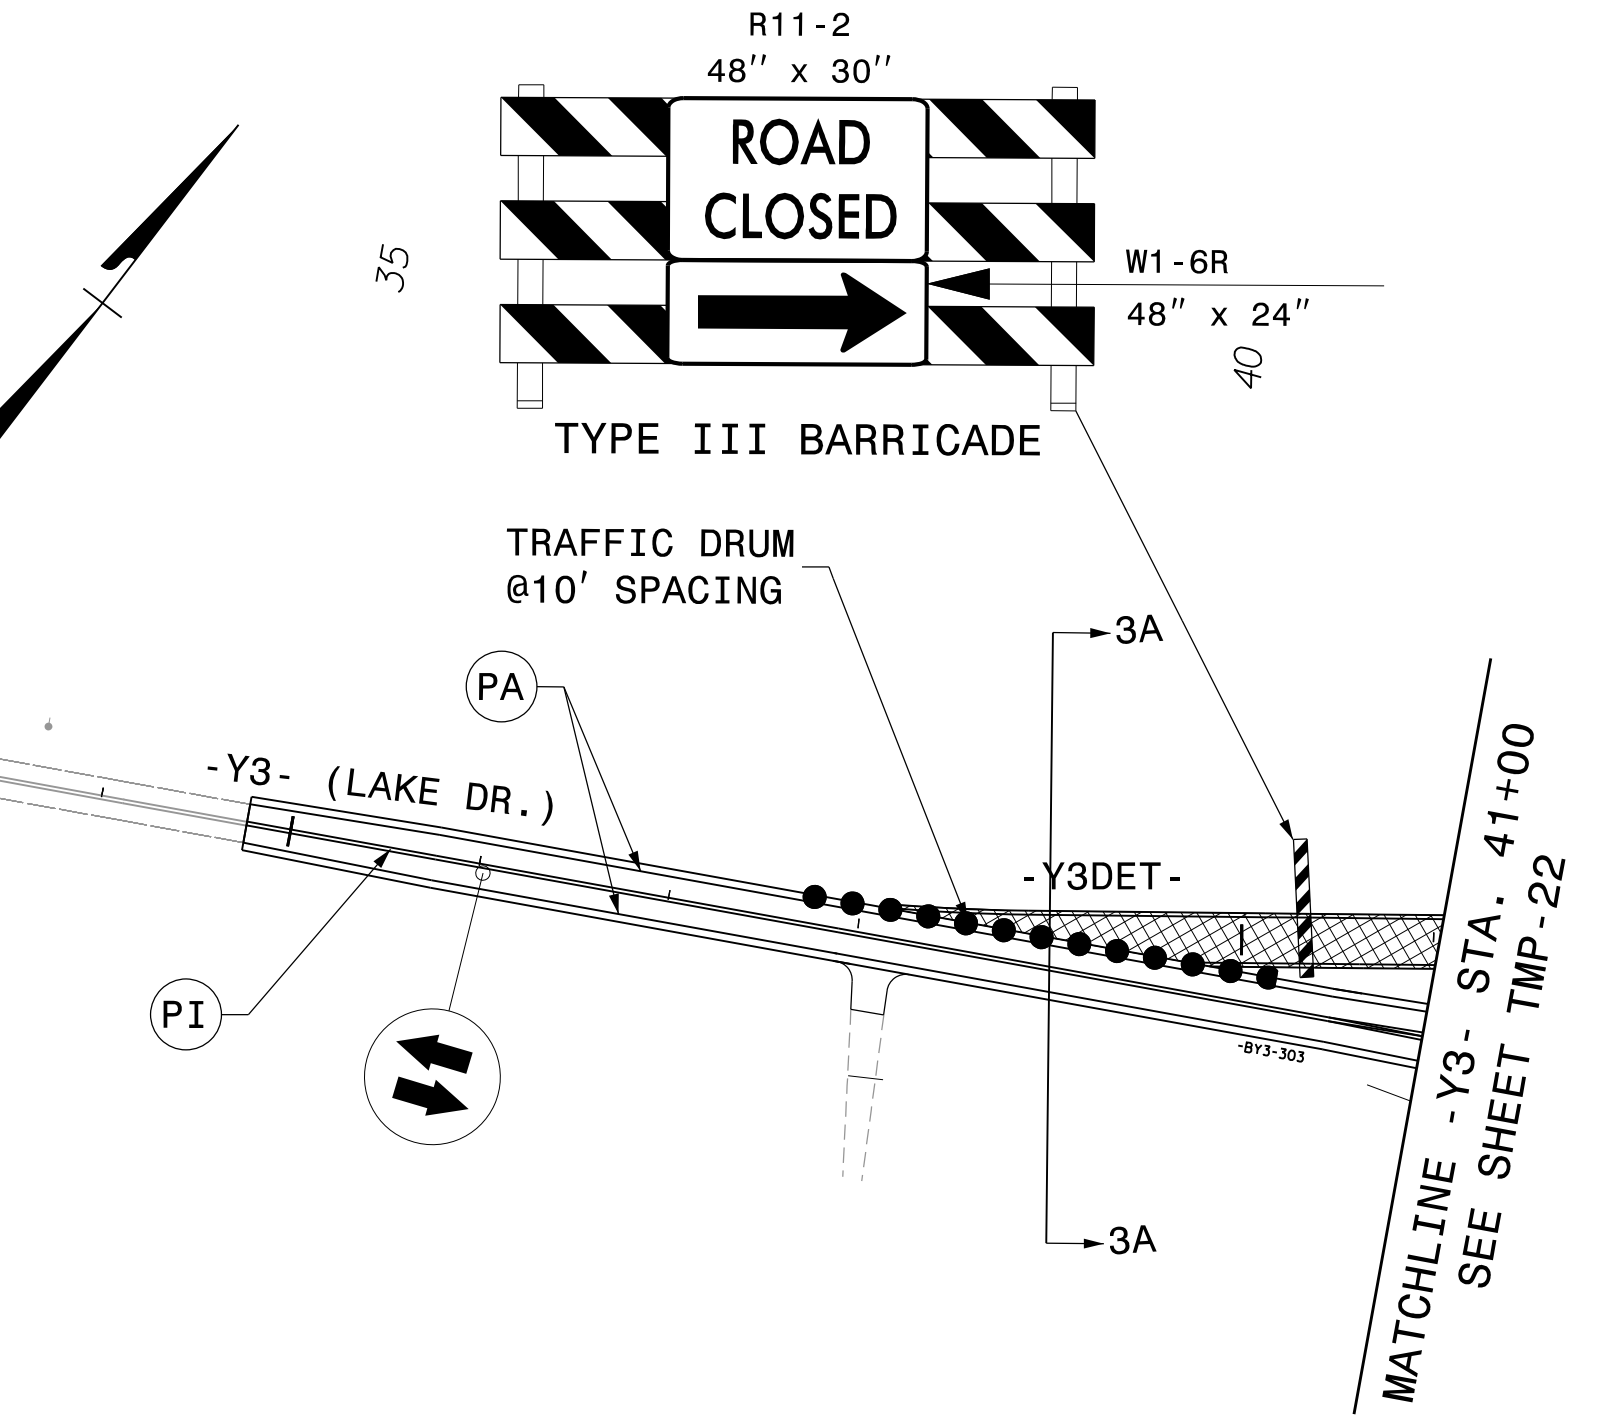 R11-2
48" x 30"
ROAD
CLOSED
W1-6R
48" x 24"
35
40
TYPE III BARRICADE
TRAFFIC DRUM
@10' SPACING
3A
PA
-Y3- (LAKE DR.)
-Y3DET-
PI
-BY3-303
3A
MATCHLINE -Y3- STA. 41+00
SEE SHEET TMP-22